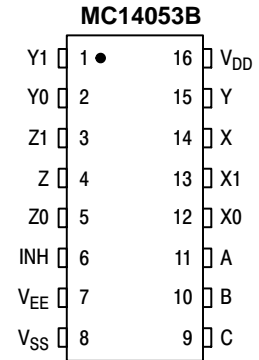 MC14053B
Y1 1 16 VDD
Y0 2 15 Y
Z1 3 14 X
Z 4 13 X1
Z0 5 12 X0
INH 6 11 A
VEE 7 10 B
VSS 8 9 C